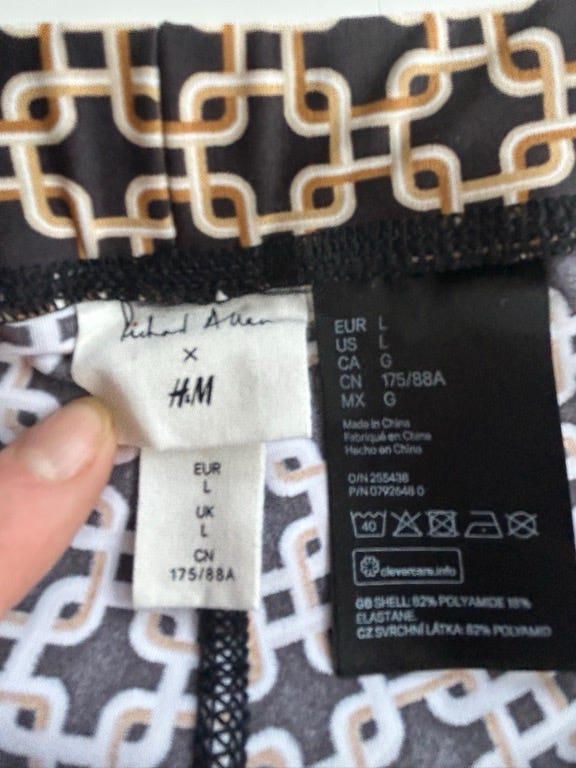 Richard Allan
×
H&M
EUR
L
UK
L
CN
175/88A
EUR L
US L
CA G
CN 175/88A
MX G
Made in China
Fabriqué en Chine
Hecho en China
O/N 255438
P/N 0792648 0
40
clevercare.info
GB SHELL: 82% POLYAMIDE 18%
ELASTANE.
CZ SVRCHNÍ LÁTKA: 82% POLYAMID